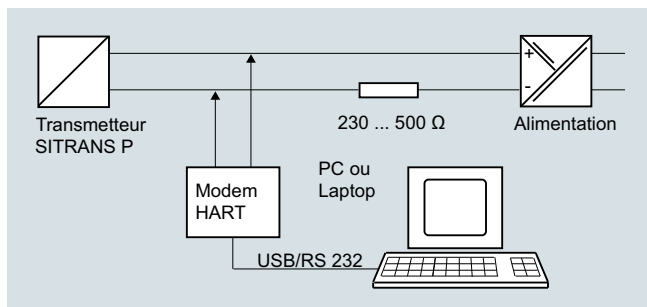 +
-
Transmetteur
SITRANS P
230 ... 500 Ω
Alimentation
PC ou
Laptop
Modem
HART
USB/RS 232